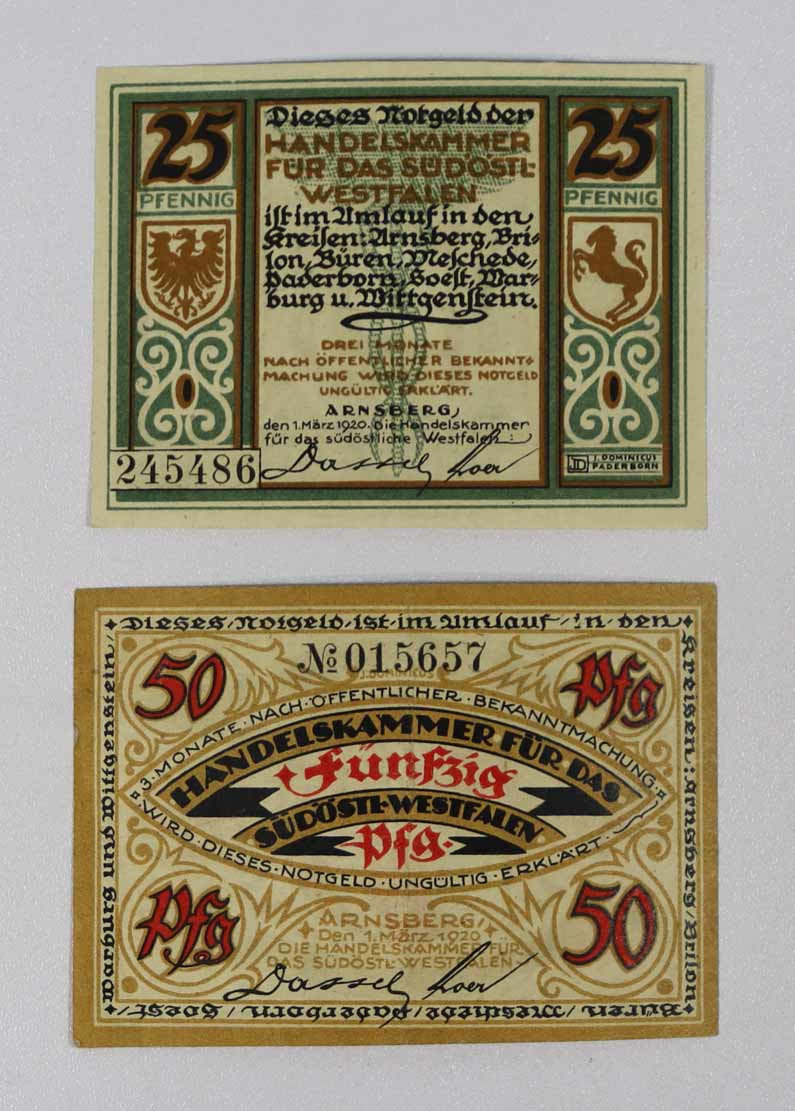 25
PFENNIG
Dieses Notgeld der
HANDELSKAMMER
FÜR DAS SÜDÖSTL-
WESTFALEN
ist im Umlauf in den
Kreisen: Arnsberg, Bri-
lon, Büren, Meschede,
Paderborn, Soest, War-
burg u. Wittgenstein.
DREI MONATE
NACH ÖFFENTLICHER BEKANNT-
MACHUNG WIRD DIESES NOTGELD
UNGÜLTIG ERKLÄRT.
ARNSBERG,
den 1. März 1920. die Handelskammer
für das südöstliche Westfalen:
245486
Dassel
25
PFENNIG
JD J. DOMINICUS
PADERBORN
Dieses Notgeld ist im Umlauf in den
Kreisen: Arnsberg / Brilon
Büren / Meschede / Paderborn / Soest
Warburg und Wittgenstein
№ 015657
J. DOMINICUS
50
Pfg
3 · MONATE · NACH · ÖFFENTLICHER · BEKANNTMACHUNG ·
HANDELSKAMMER FÜR DAS
Fünfzig
SÜDÖSTL-WESTFALEN
Pfg.
WIRD · DIESES · NOTGELD · UNGÜLTIG · ERKLÄRT ·
Pfg
50
ARNSBERG,
Den 1. März 1920
DIE HANDELSKAMMER FÜR
DAS SÜDÖSTL-WESTFALEN
Dassel